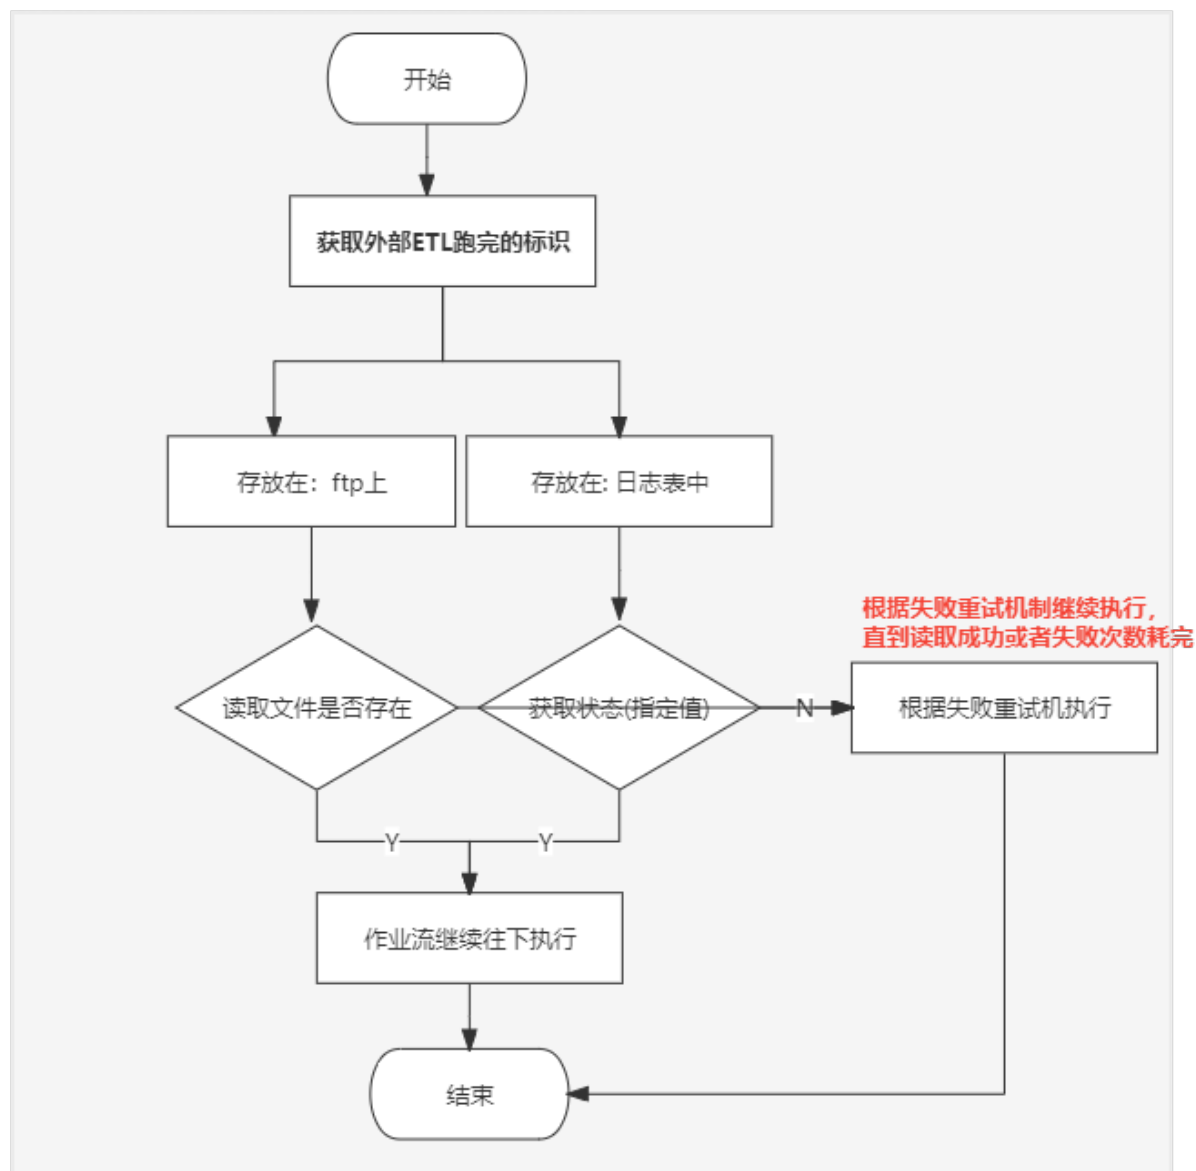 开始
获取外部ETL跑完的标识
存放在：ftp上
存放在: 日志表中
根据失败重试机制继续执行，
直到读取成功或者失败次数耗完
读取文件是否存在
获取状态(指定值)
N
根据失败重试机执行
Y
Y
作业流继续往下执行
结束